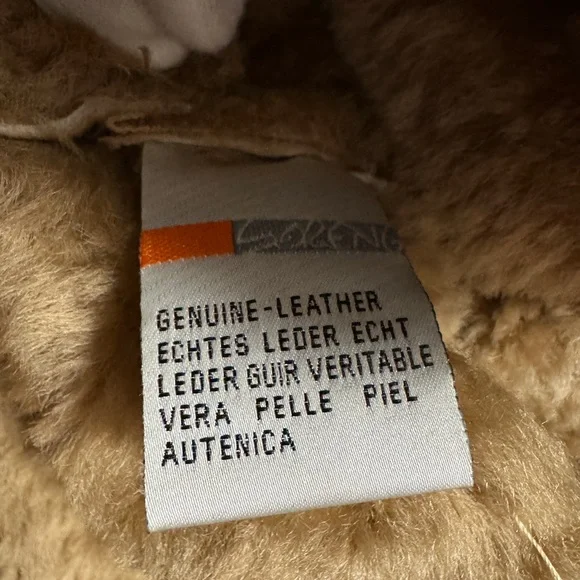 GENUINE-LEATHER
ECHTES LEDER ECHT
LEDER GUIR VERITABLE
VERA PELLE PIEL
AUTENICA